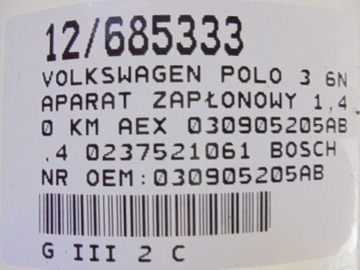 12/685333
VOLKSWAGEN POLO 3 6N
APARAT ZAPŁONOWY 1,4
0 KM AEX 030905205AB
.4 0237521061 BOSCH
NR OEM:030905205AB
G III 2 C